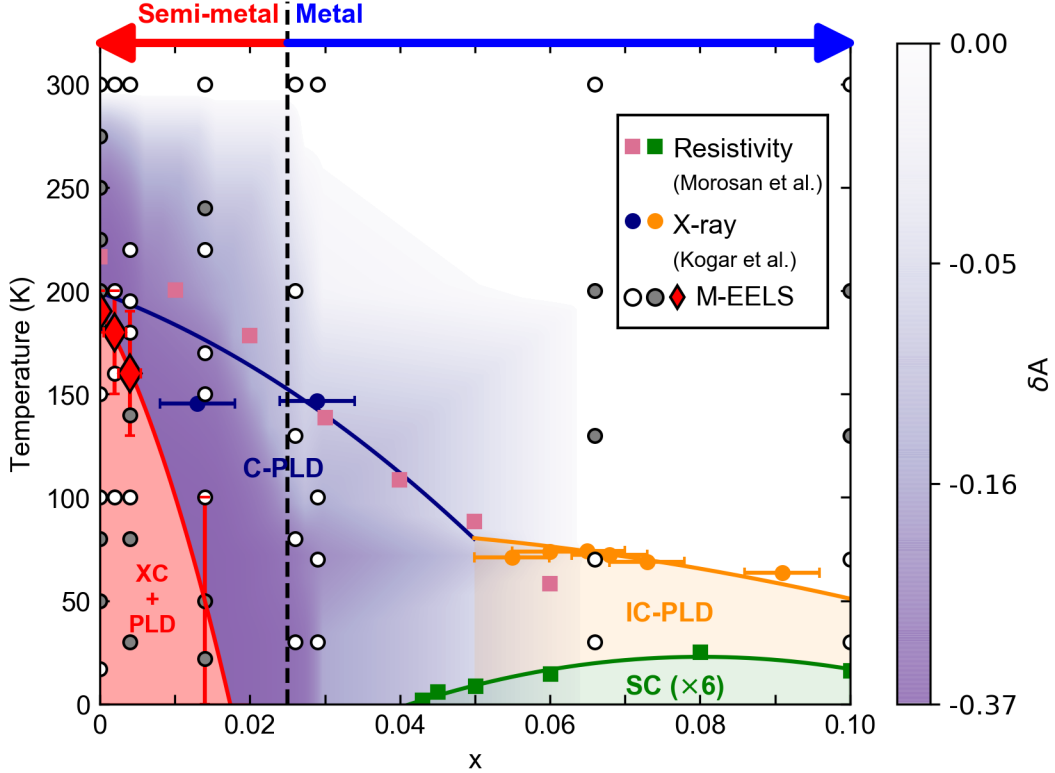 Semi-metal Metal
300
250
200
150
100
50
0
Temperature (K)
0 0.02 0.04 0.06 0.08 0.10
x
Resistivity
(Morosan et al.)
X-ray
(Kogar et al.)
M-EELS
C-PLD
XC
+
PLD
IC-PLD
SC (×6)
0.00
-0.05
-0.16
-0.37
δA